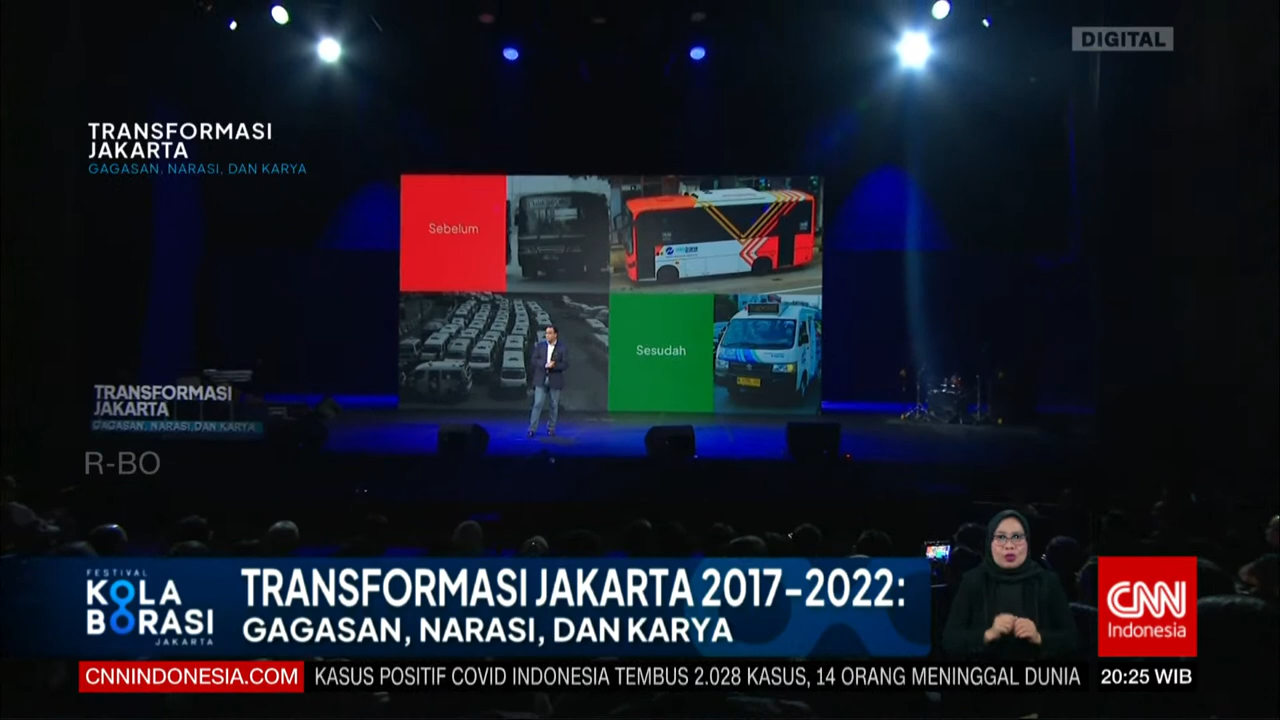 DIGITAL
TRANSFORMASI
JAKARTA
GAGASAN, NARASI, DAN KARYA
Sebelum
Sesudah
TRANSFORMASI
JAKARTA
GAGASAN, NARASI, DAN KARYA
R-BO
FESTIVAL
KOLA
BORASI
JAKARTA
TRANSFORMASI JAKARTA 2017-2022:
GAGASAN, NARASI, DAN KARYA
CNN
Indonesia
CNNINDONESIA.COM
KASUS POSITIF COVID INDONESIA TEMBUS 2.028 KASUS, 14 ORANG MENINGGAL DUNIA
20:25 WIB